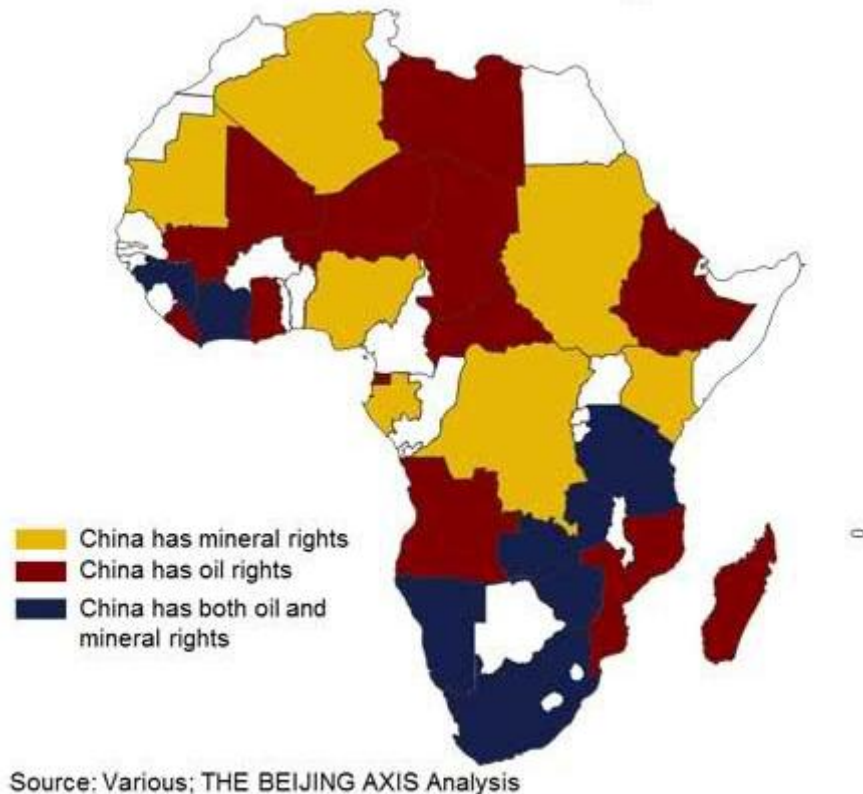 China has mineral rights
China has oil rights
China has both oil and
mineral rights
0
Source: Various; THE BEIJING AXIS Analysis